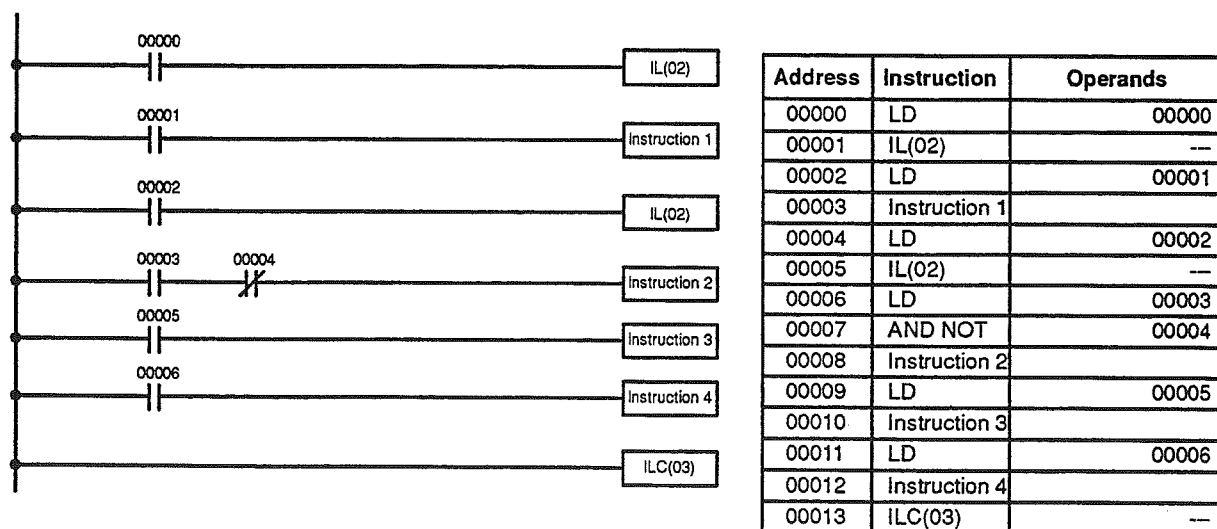 00000
IL(02)
00001
Instruction 1
00002
IL(02)
00003 00004
Instruction 2
00005
Instruction 3
00006
Instruction 4
ILC(03)
Address Instruction Operands
00000 LD 00000
00001 IL(02) ---
00002 LD 00001
00003 Instruction 1
00004 LD 00002
00005 IL(02) ---
00006 LD 00003
00007 AND NOT 00004
00008 Instruction 2
00009 LD 00005
00010 Instruction 3
00011 LD 00006
00012 Instruction 4
00013 ILC(03) ---